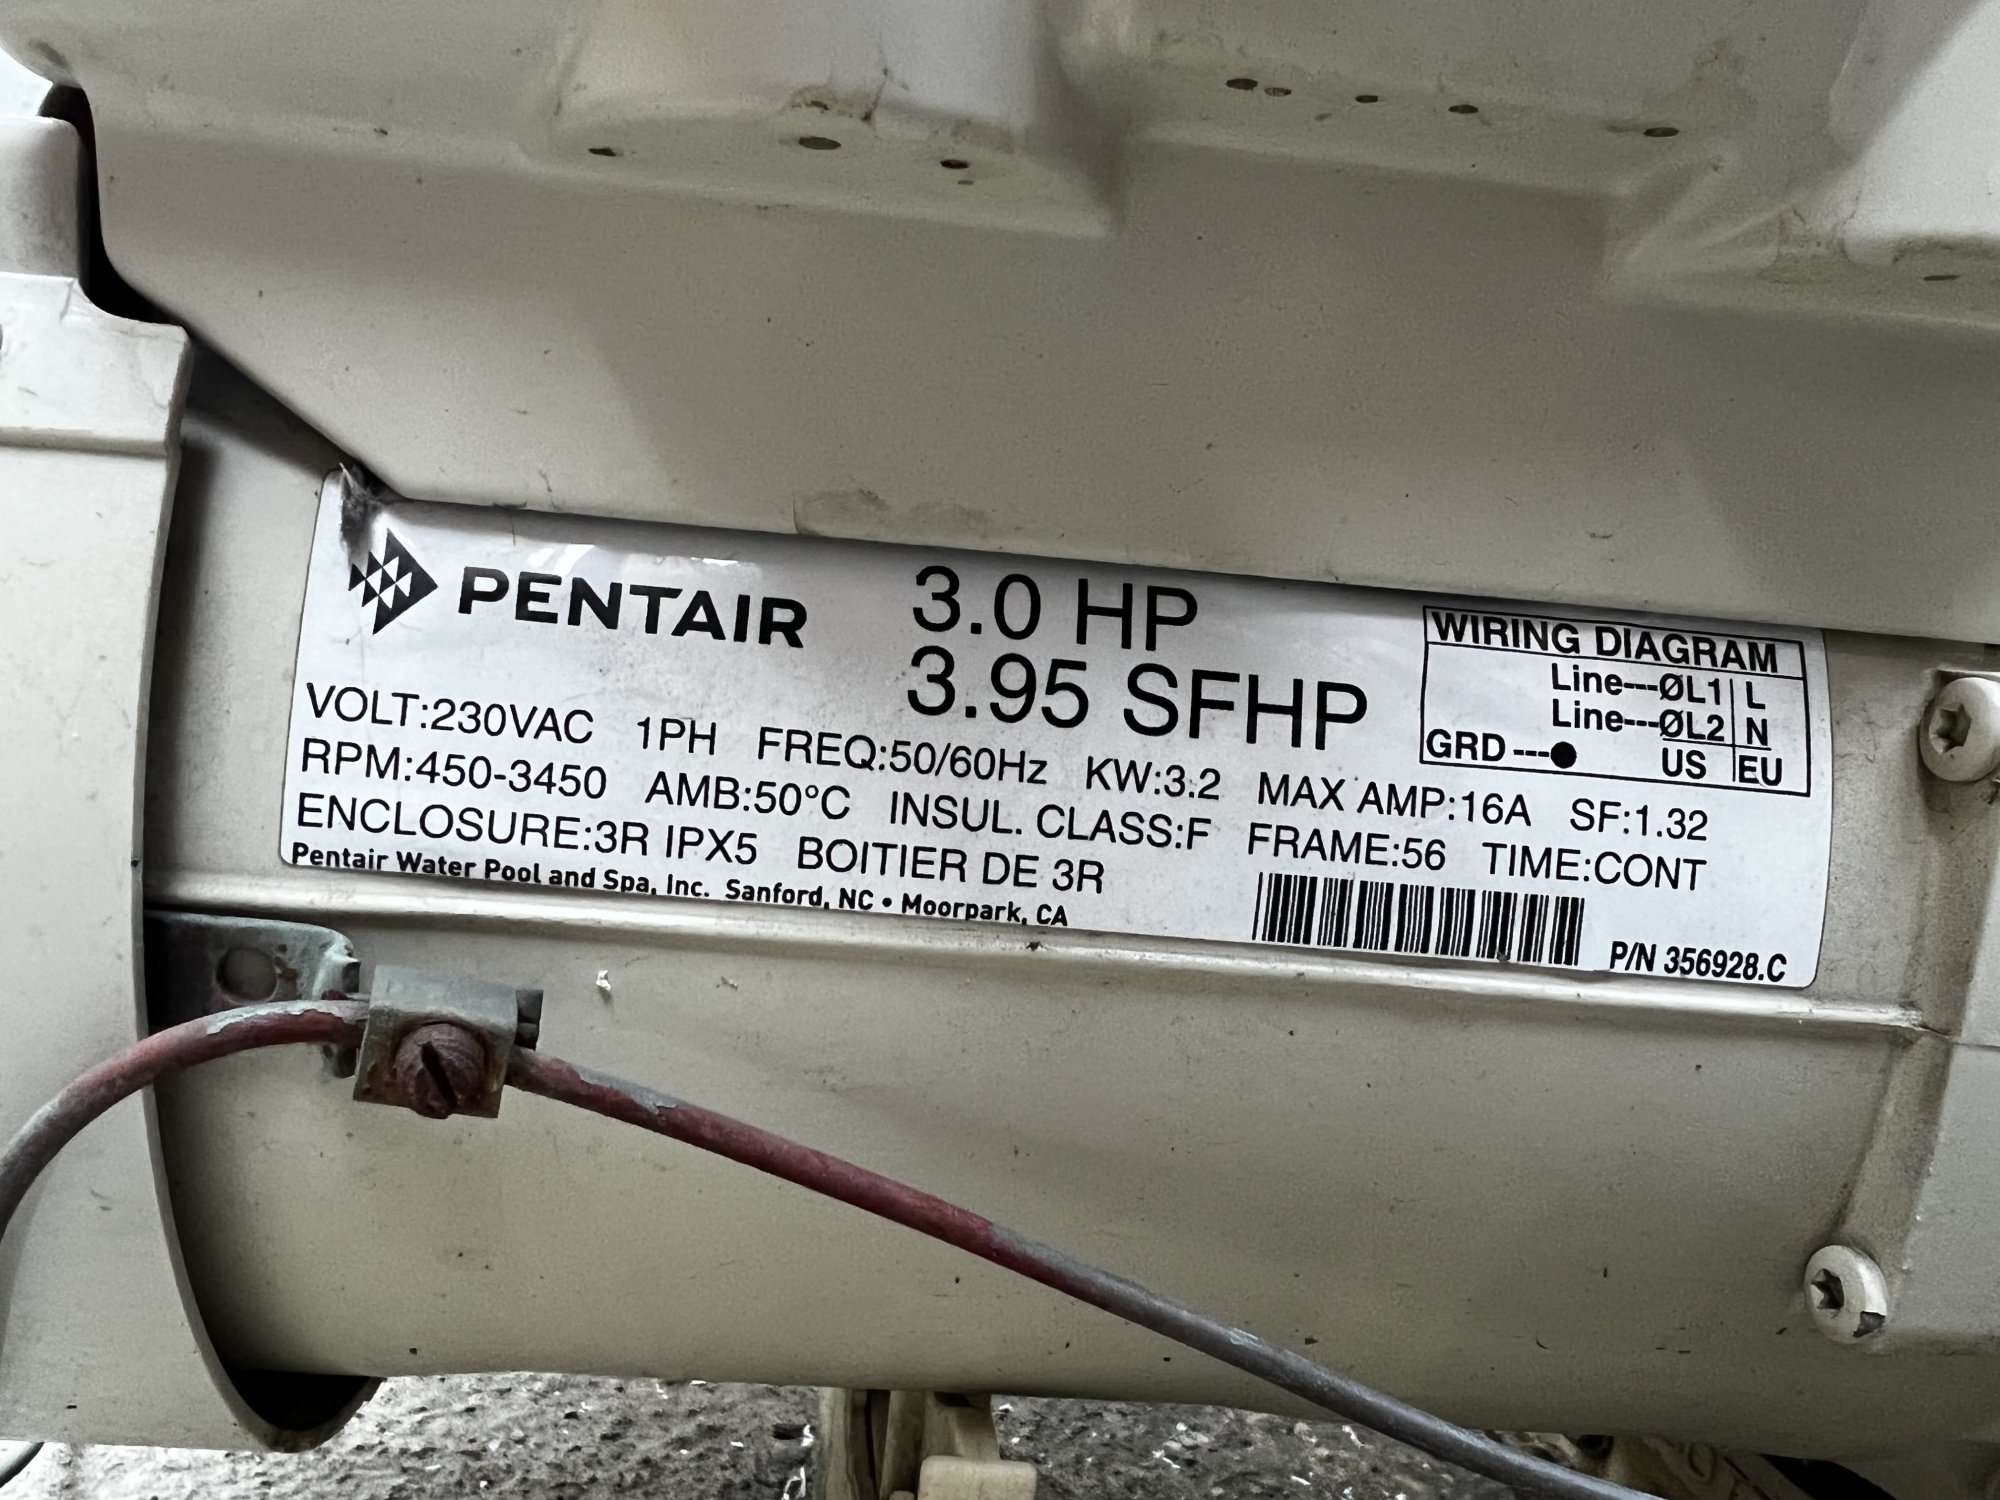 PENTAIR
3.0 HP
3.95 SFHP
WIRING DIAGRAM
Line---ØL1 | L
Line---ØL2 | N
GRD ---● US | EU
VOLT:230VAC 1PH FREQ:50/60Hz KW:3.2 MAX AMP:16A SF:1.32
RPM:450-3450 AMB:50°C INSUL. CLASS:F FRAME:56 TIME:CONT
ENCLOSURE:3R IPX5 BOITIER DE 3R
Pentair Water Pool and Spa, Inc. Sanford, NC • Moorpark, CA
P/N 356928.C